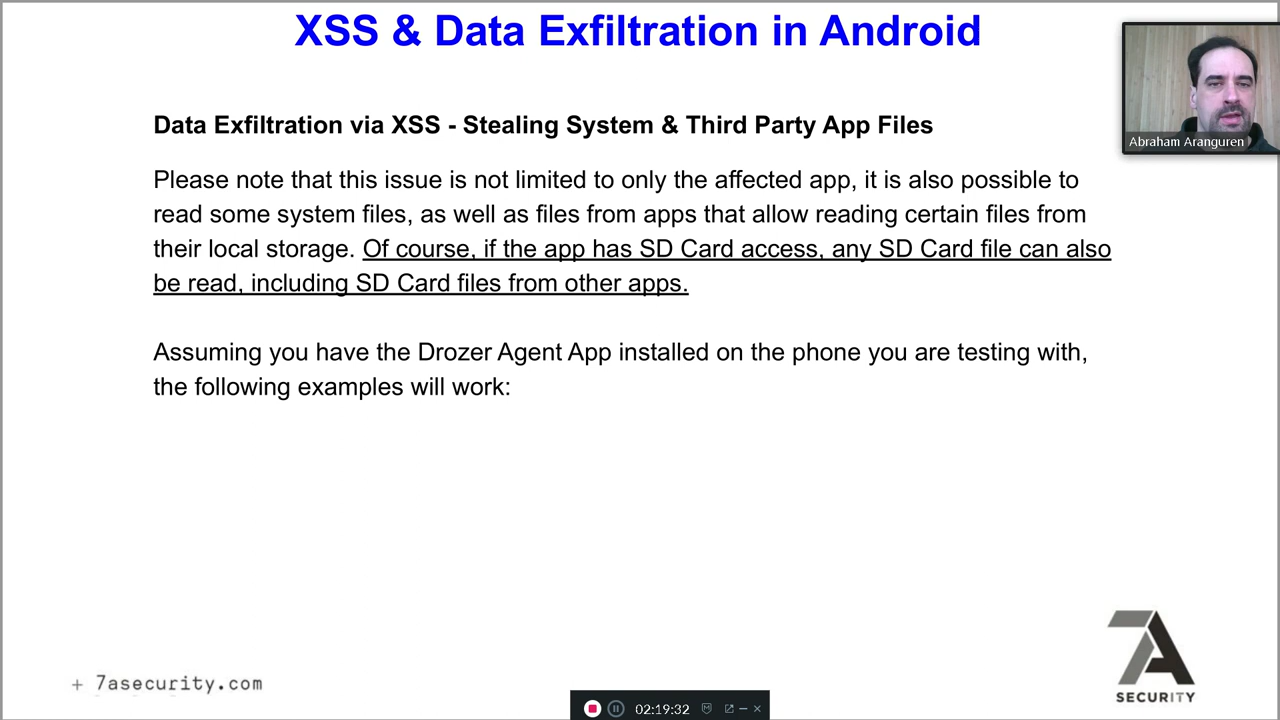 XSS & Data Exfiltration in Android
Abraham Aranguren
Data Exfiltration via XSS - Stealing System & Third Party App Files
Please note that this issue is not limited to only the affected app, it is also possible to
read some system files, as well as files from apps that allow reading certain files from
their local storage. Of course, if the app has SD Card access, any SD Card file can also
be read, including SD Card files from other apps.
Assuming you have the Drozer Agent App installed on the phone you are testing with,
the following examples will work:
+ 7asecurity.com
7A
SECURITY
02:19:32